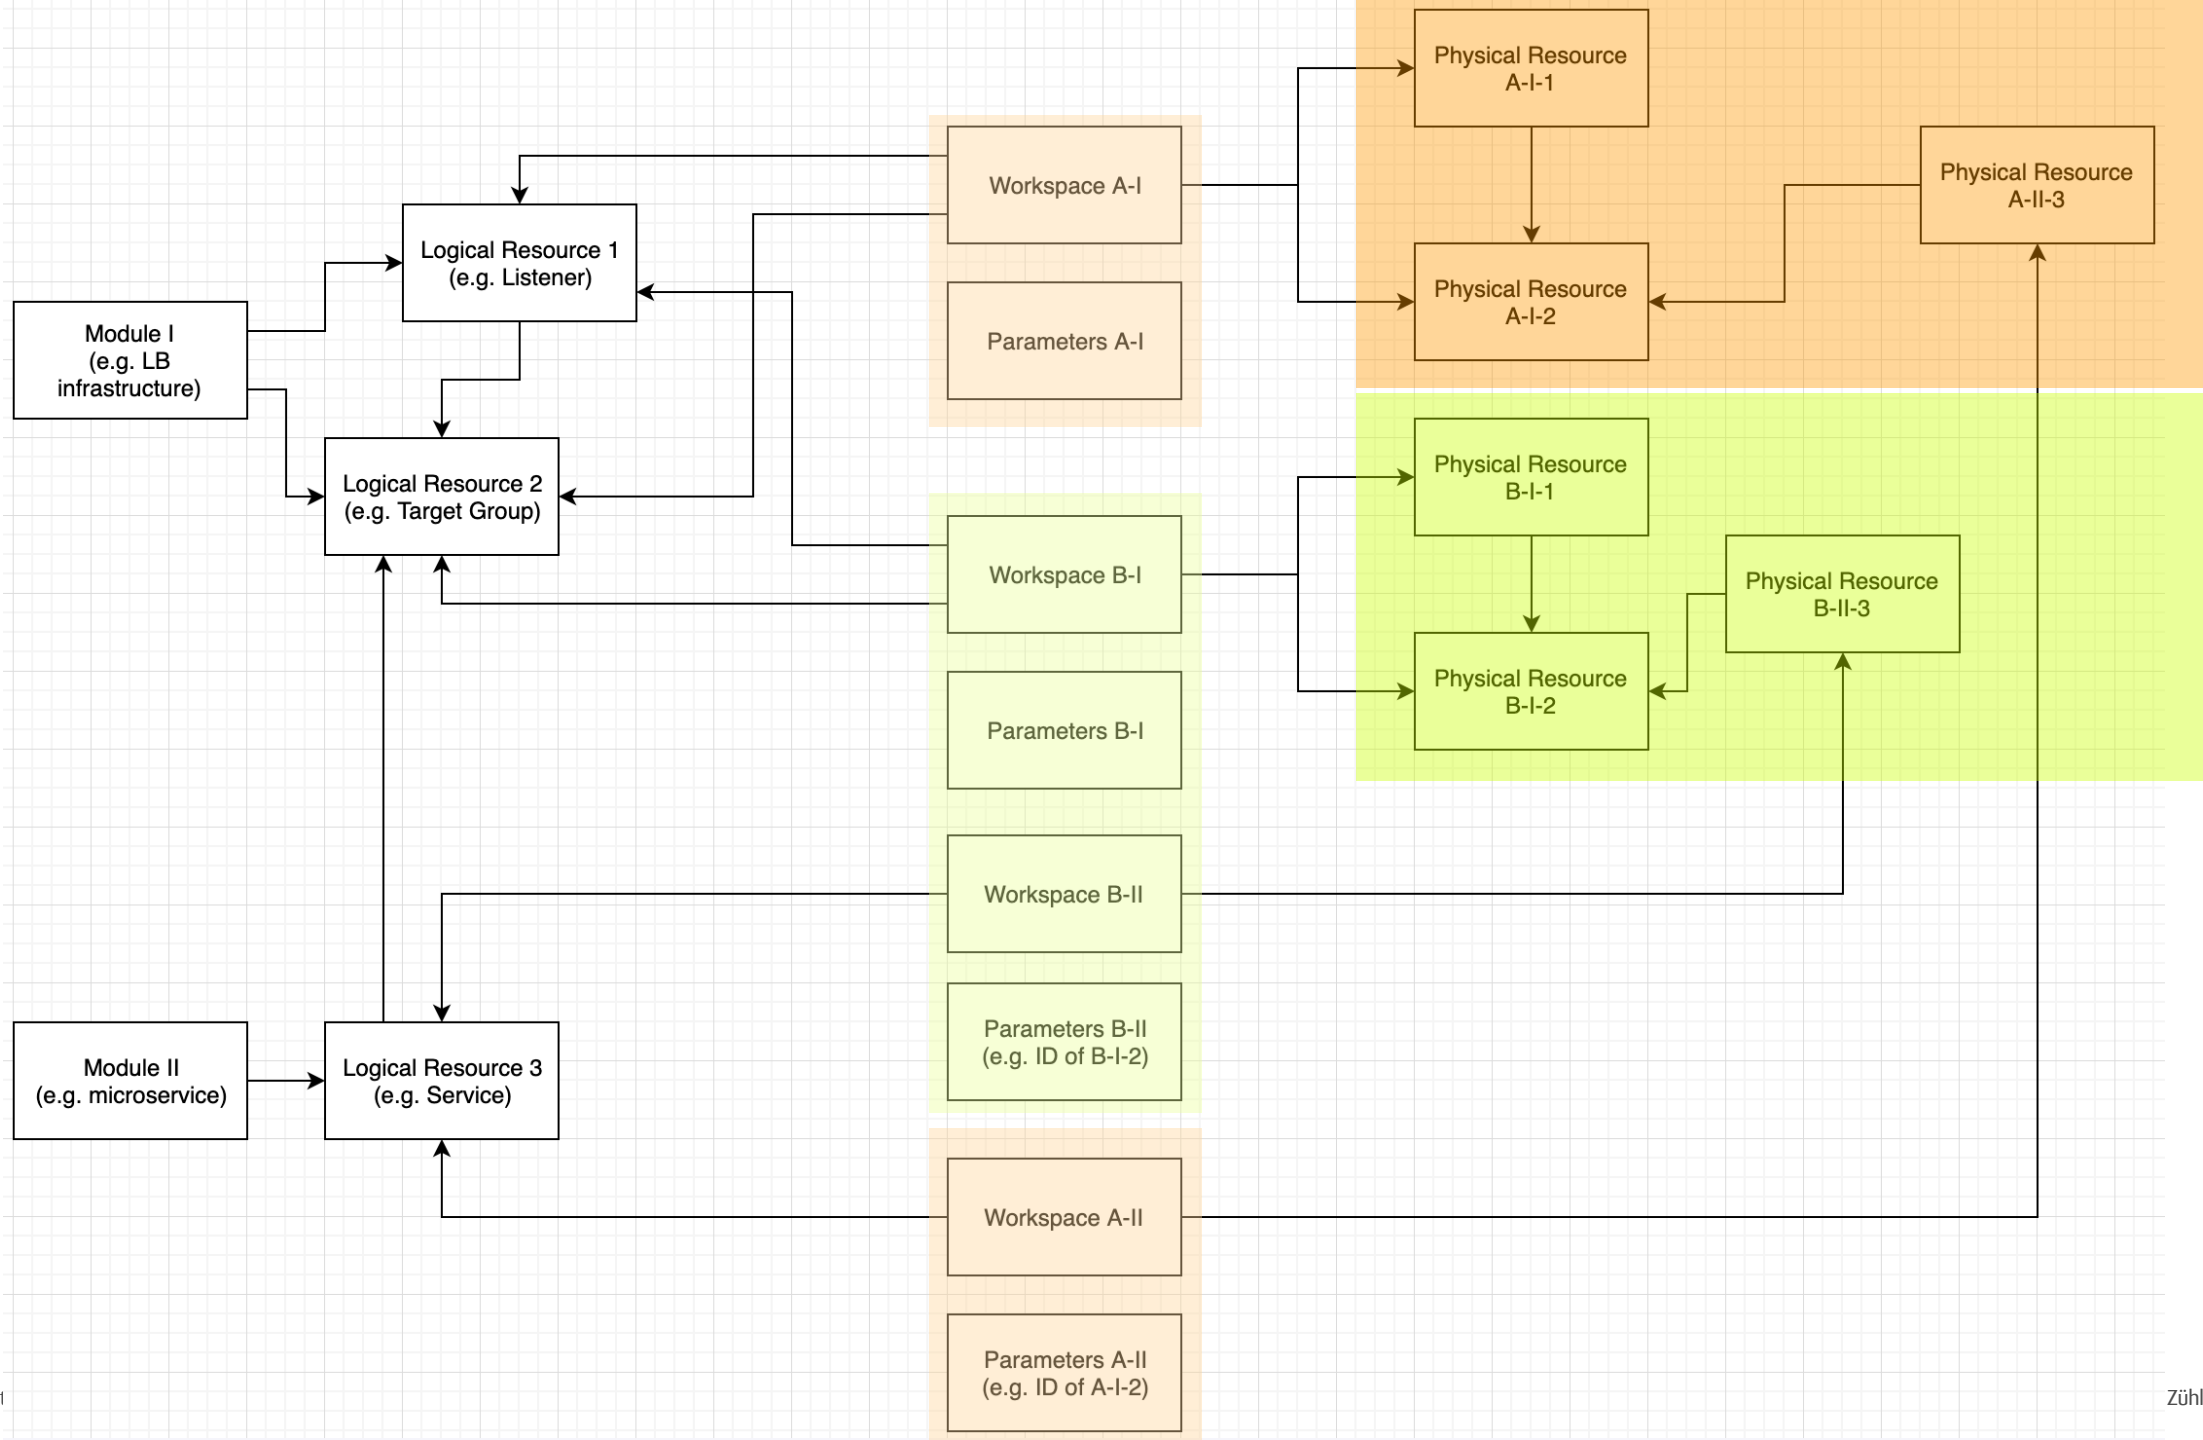 Physical Resource
A-I-1
Workspace A-I
Physical Resource
A-II-3
Logical Resource 1
(e.g. Listener)
Physical Resource
A-I-2
Module I
(e.g. LB
infrastructure)
Parameters A-I
Logical Resource 2
(e.g. Target Group)
Physical Resource
B-I-1
Workspace B-I
Physical Resource
B-II-3
Physical Resource
B-I-2
Parameters B-I
Workspace B-II
Parameters B-II
(e.g. ID of B-I-2)
Module II
(e.g. microservice)
Logical Resource 3
(e.g. Service)
Workspace A-II
Parameters A-II
(e.g. ID of A-I-2)
Zühl